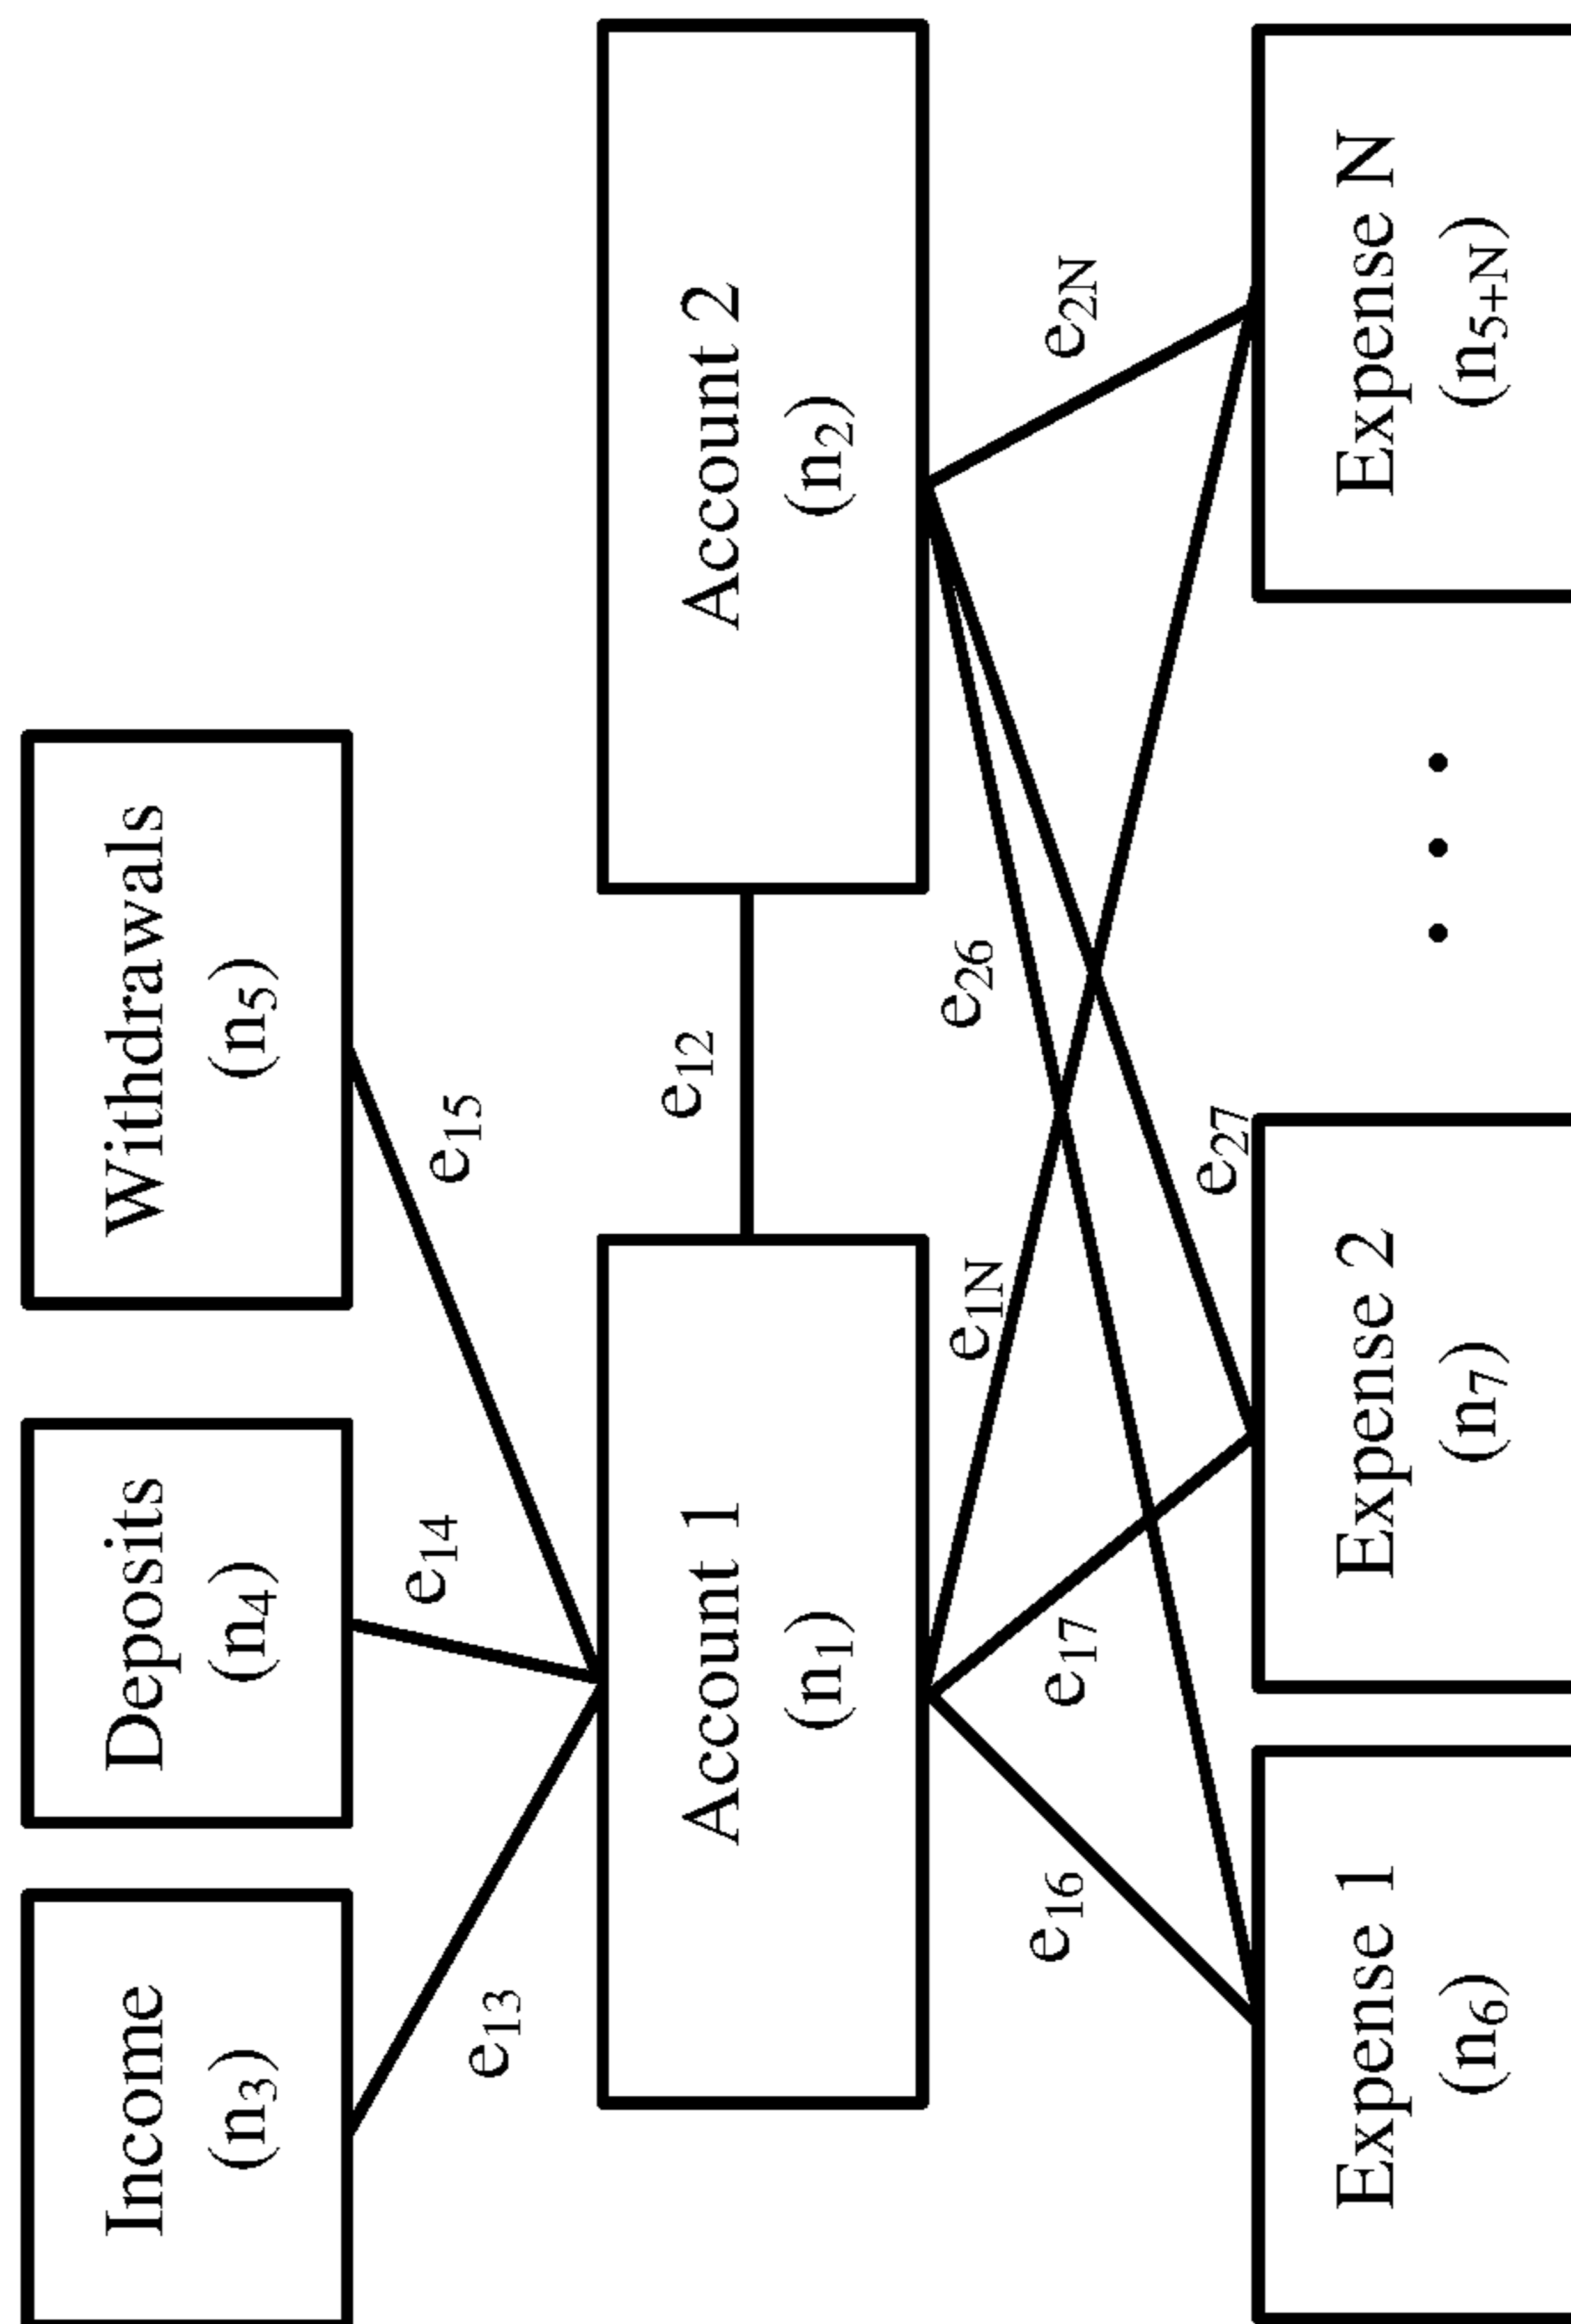 Income
(n3)
Deposits
(n4)
Withdrawals
(n5)
e13
e14
e15
Account 1
(n1)
e12
Account 2
(n2)
e16
e17
e1N
e26
e27
e2N
Expense 1
(n6)
Expense 2
(n7)
. . .
Expense N
(n5+N)